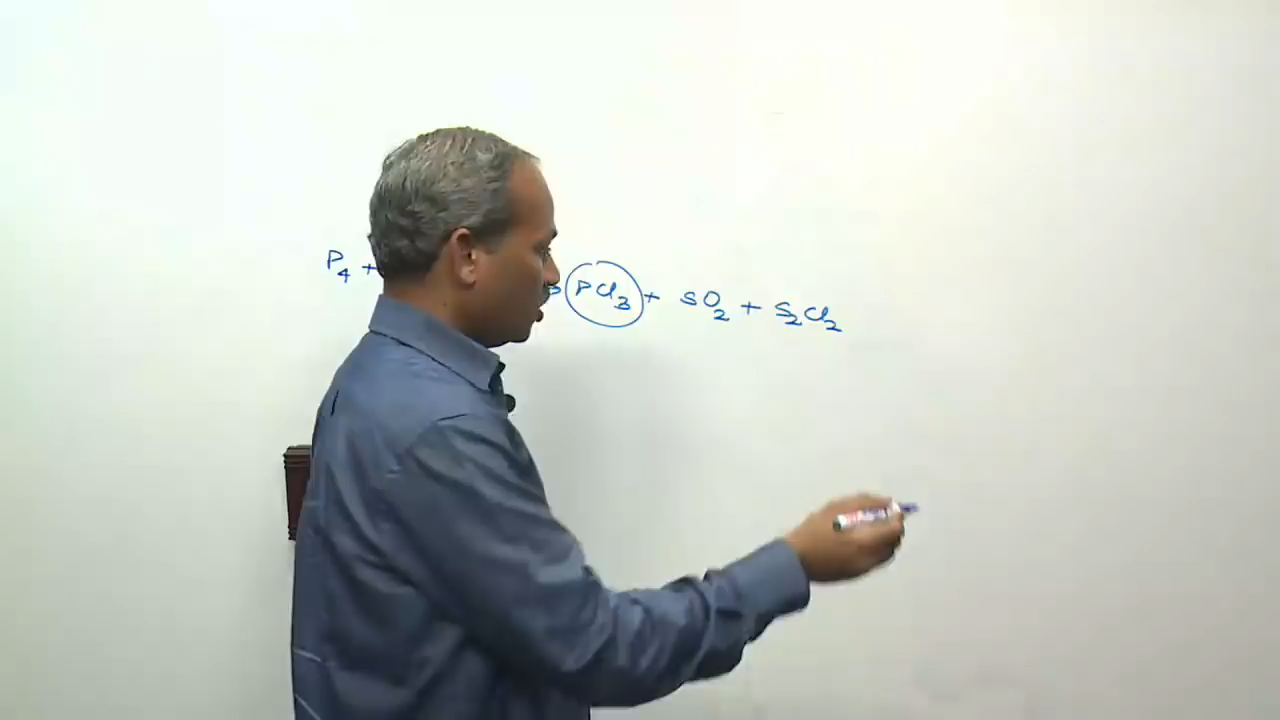 P₄ + PCl₃ + SO₂ + S₂Cl₂